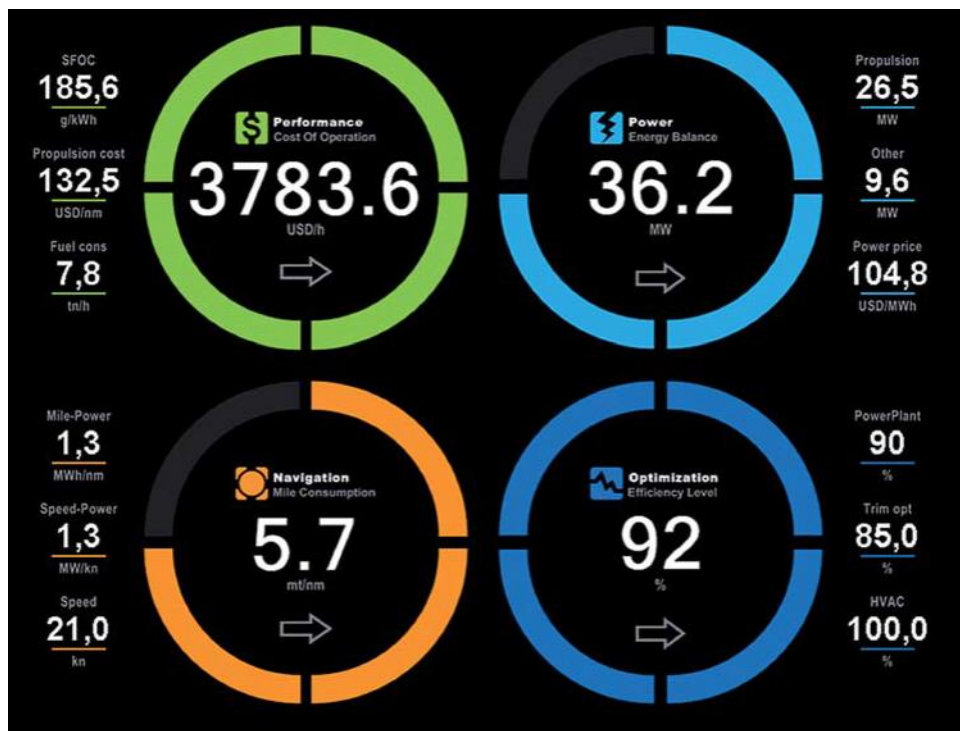 SFOC
185,6
g/kWh
Propulsion cost
132,5
USD/nm
Fuel cons
7,8
tn/h
Performance
Cost Of Operation
3783.6
USD/h
Power
Energy Balance
36.2
MW
Propulsion
26,5
MW
Other
9,6
MW
Power price
104,8
USD/MWh
Mile-Power
1,3
MWh/nm
Speed-Power
1,3
MW/kn
Speed
21,0
kn
Navigation
Mile Consumption
5.7
mt/nm
Optimization
Efficiency Level
92
%
PowerPlant
90
%
Trim opt
85,0
%
HVAC
100,0
%